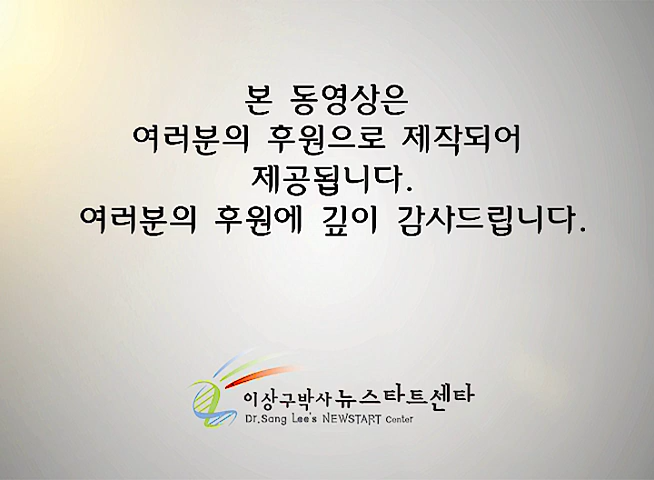 본 동영상은
여러분의 후원으로 제작되어
제공됩니다.
여러분의 후원에 깊이 감사드립니다.
이상구박사 뉴스타트센타
Dr.Sang Lee's NEWSTART Center